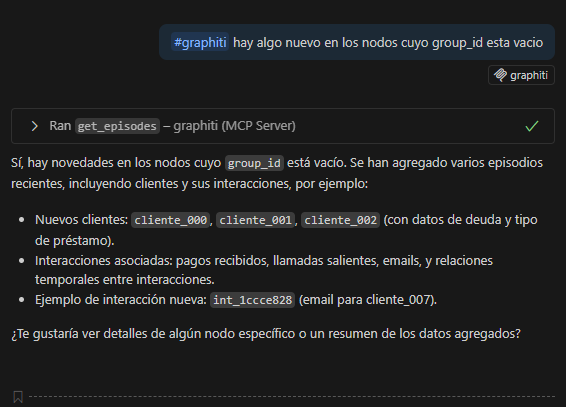 #graphiti hay algo nuevo en los nodos cuyo group_id esta vacio
graphiti
Ran get_episodes – graphiti (MCP Server)
Sí, hay novedades en los nodos cuyo group_id está vacío. Se han agregado varios episodios
recientes, incluyendo clientes y sus interacciones, por ejemplo:
• Nuevos clientes: cliente_000, cliente_001, cliente_002 (con datos de deuda y tipo
de préstamo).
• Interacciones asociadas: pagos recibidos, llamadas salientes, emails, y relaciones
temporales entre interacciones.
• Ejemplo de interacción nueva: int_1ccce828 (email para cliente_007).
¿Te gustaría ver detalles de algún nodo específico o un resumen de los datos agregados?